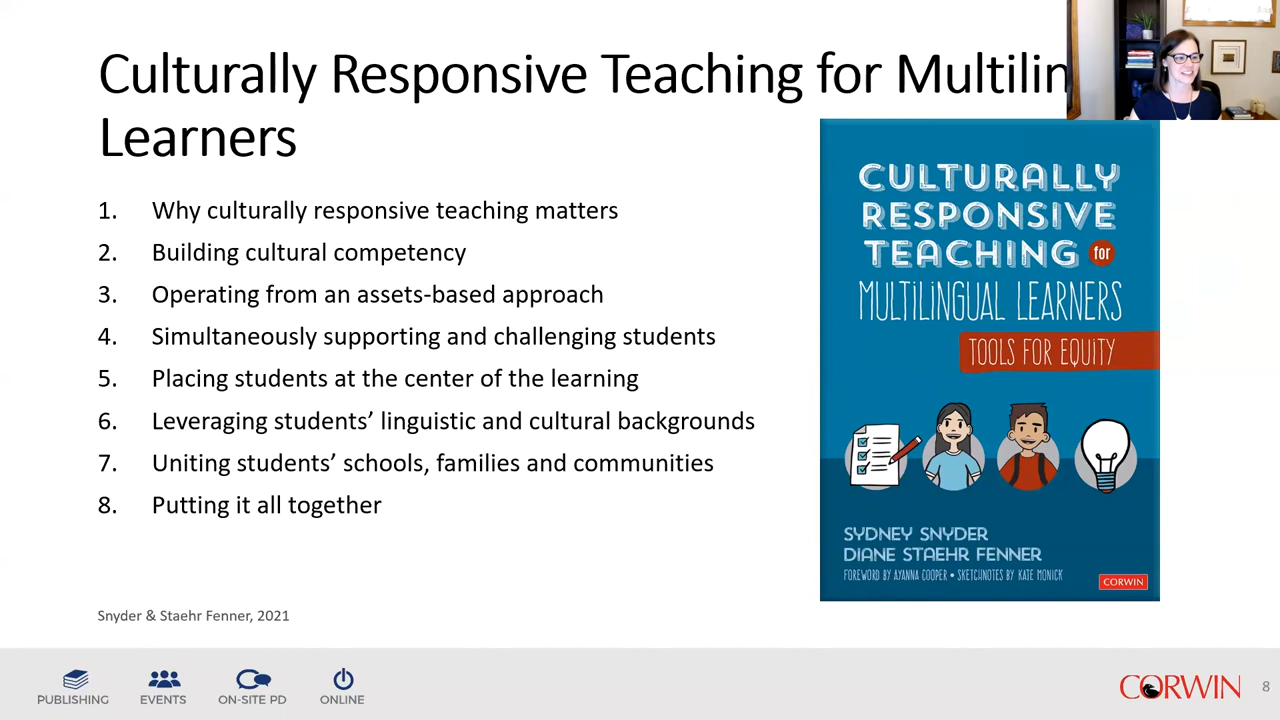 Culturally Responsive Teaching for Multilin
Learners
1. Why culturally responsive teaching matters
2. Building cultural competency
3. Operating from an assets-based approach
4. Simultaneously supporting and challenging students
5. Placing students at the center of the learning
6. Leveraging students’ linguistic and cultural backgrounds
7. Uniting students’ schools, families and communities
8. Putting it all together
Snyder & Staehr Fenner, 2021
CULTURALLY
RESPONSIVE
TEACHING for
MULTILINGUAL LEARNERS
TOOLS FOR EQUITY
SYDNEY SNYDER
DIANE STAEHR FENNER
FOREWORD BY AYANNA COOPER • SKETCHNOTES BY KATE MONICK
CORWIN
PUBLISHING
EVENTS
ON-SITE PD
ONLINE
CORWIN
8